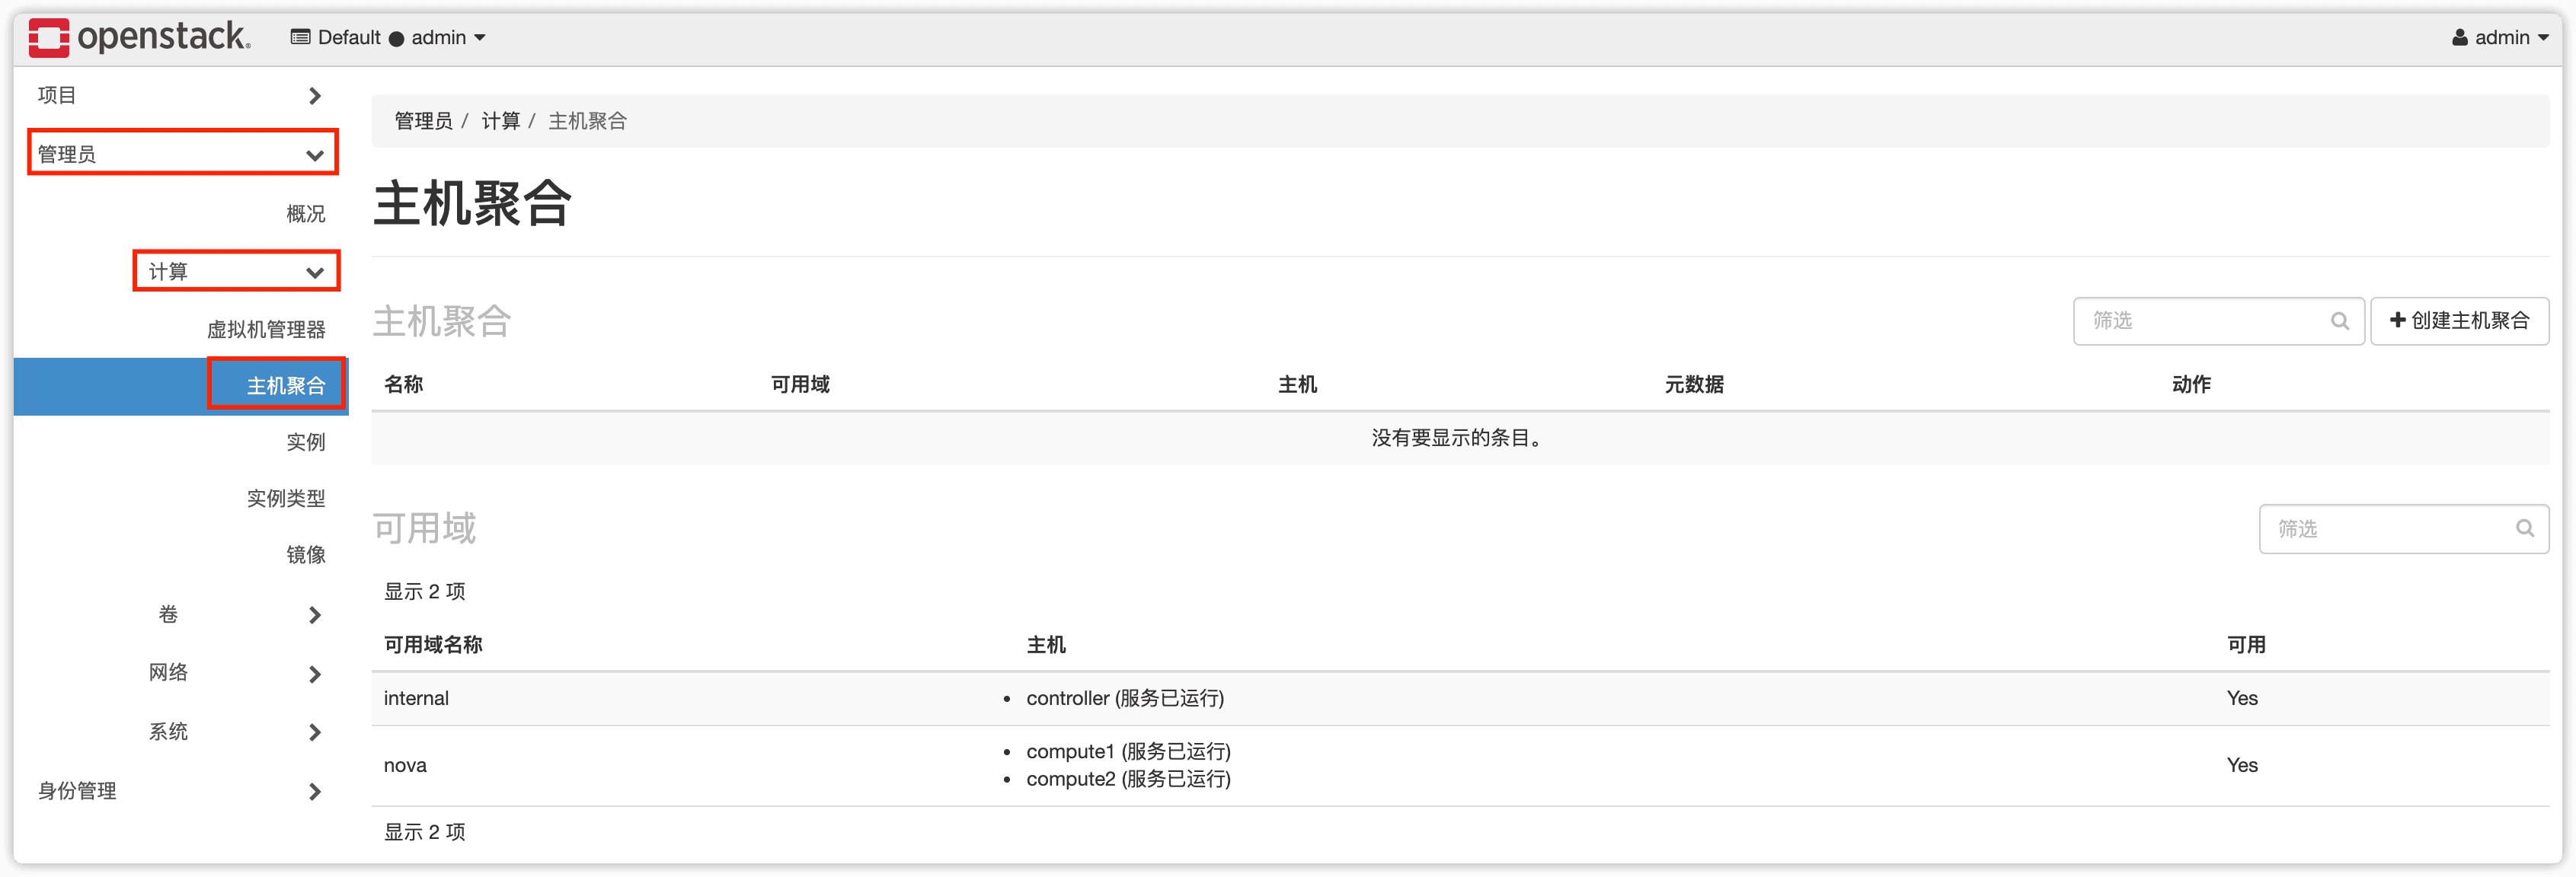 openstack.
Default ● admin
admin
项目
管理员
概况
计算
虚拟机管理器
主机聚合
实例
实例类型
镜像
卷
网络
系统
身份管理
管理员 / 计算 / 主机聚合
主机聚合
主机聚合
筛选
创建主机聚合
名称 可用域 主机 元数据 动作
没有要显示的条目。
可用域
筛选
显示 2 项
可用域名称 主机 可用
internal • controller (服务已运行) Yes
nova • compute1 (服务已运行) Yes
• compute2 (服务已运行)
显示 2 项